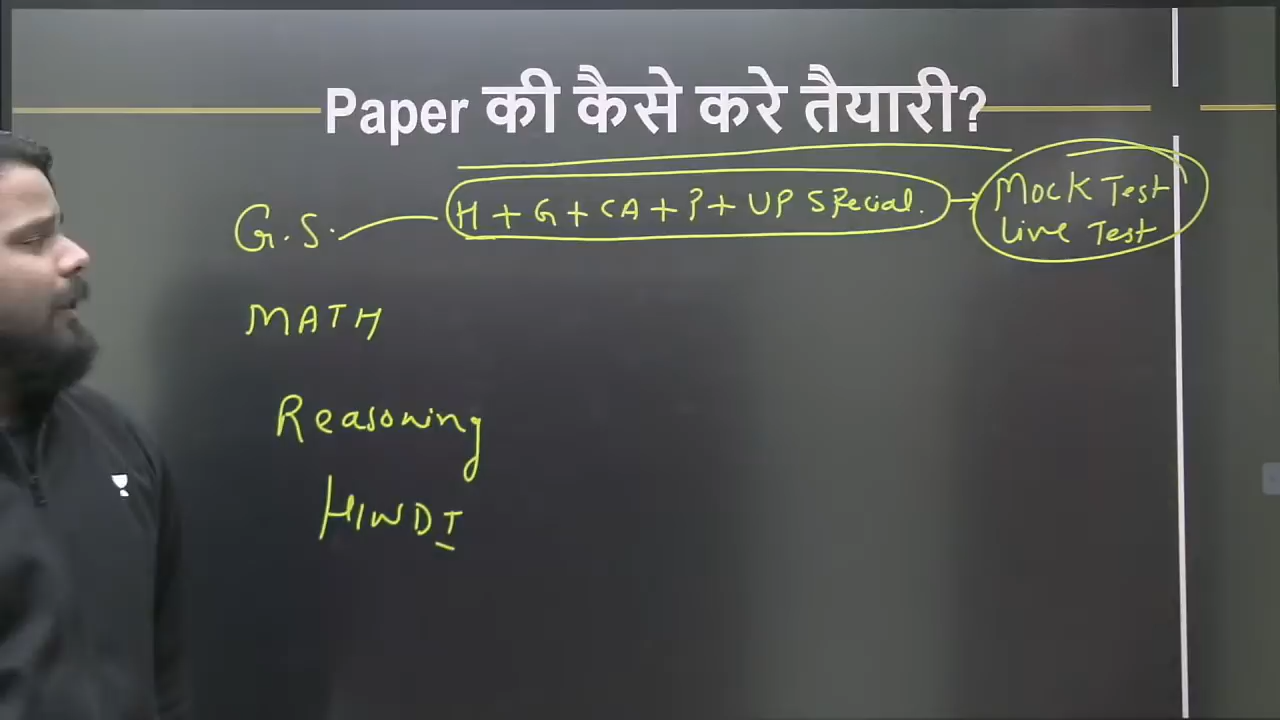 Paper की कैसे करे तैयारी?
G.S. H + G + CA + P + UP SPecial. → Mock Test
Live Test
MATH
Reasoning
HINDI